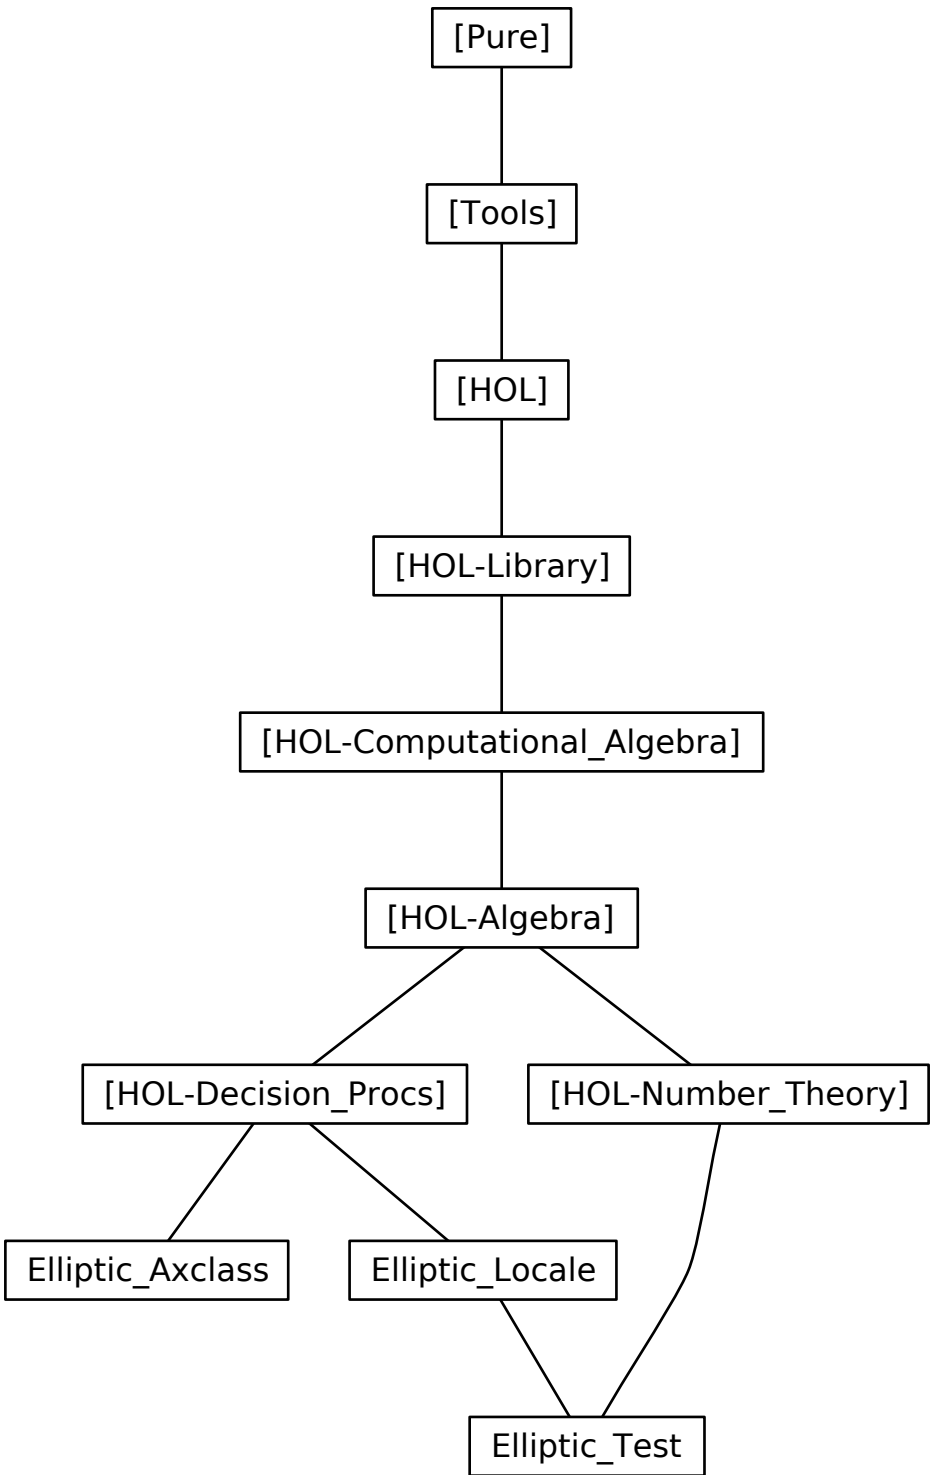 [Pure]
[Tools]
[HOL]
[HOL-Library]
[HOL-Computational_Algebra]
[HOL-Algebra]
[HOL-Decision_Procs]
[HOL-Number_Theory]
Elliptic_Axclass
Elliptic_Locale
Elliptic_Test